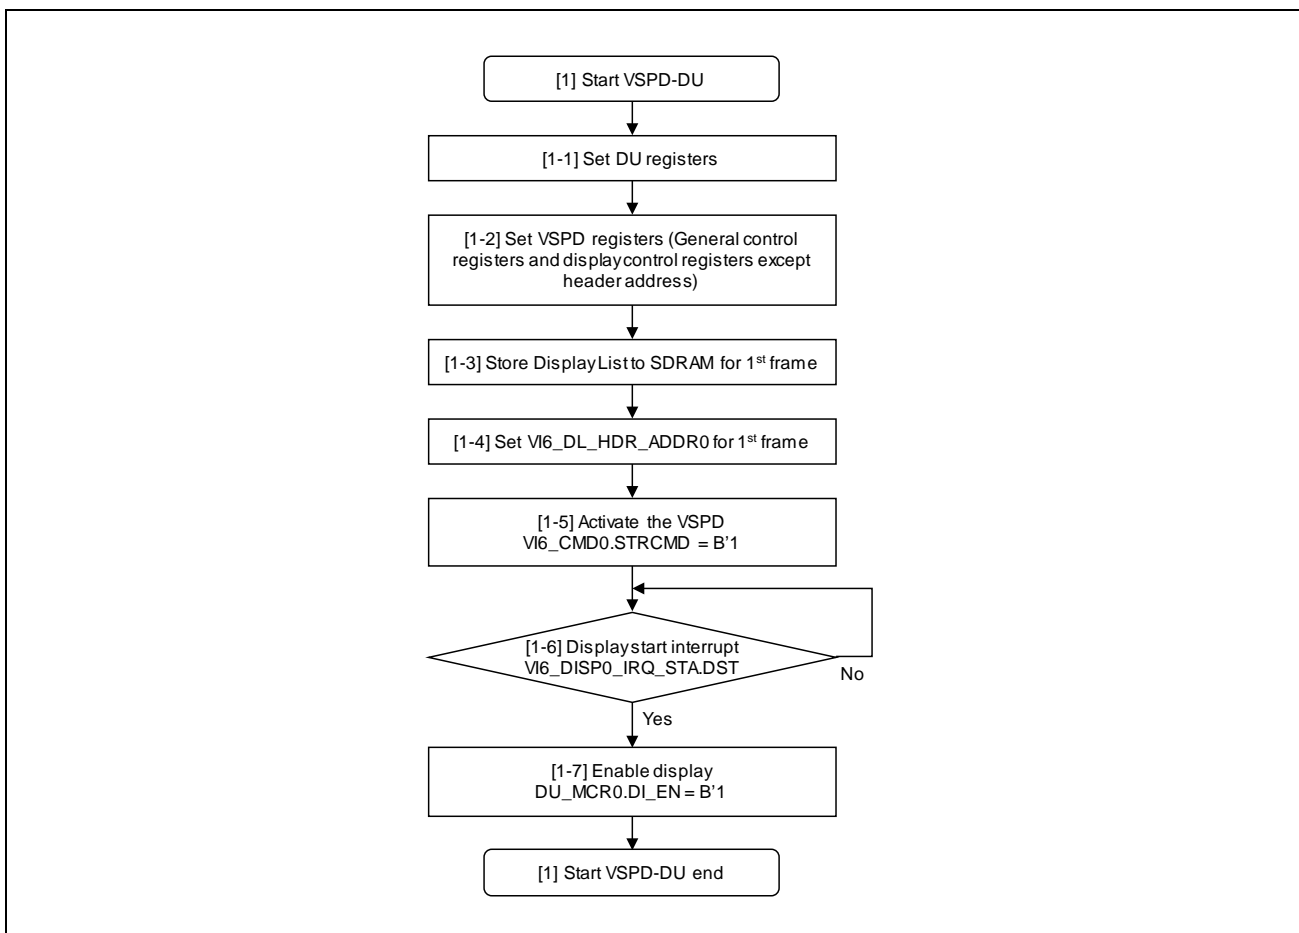 [1] Start VSPD-DU
[1-1] Set DU registers
[1-2] Set VSPD registers (General control
registers and display control registers except
header address)
[1-3] Store Display List to SDRAM for 1st frame
[1-4] Set VI6_DL_HDR_ADDR0 for 1st frame
[1-5] Activate the VSPD
VI6_CMD0.STRCMD = B'1
[1-6] Display start interrupt
VI6_DISP0_IRQ_STA.DST
No
Yes
[1-7] Enable display
DU_MCR0.DI_EN = B'1
[1] Start VSPD-DU end